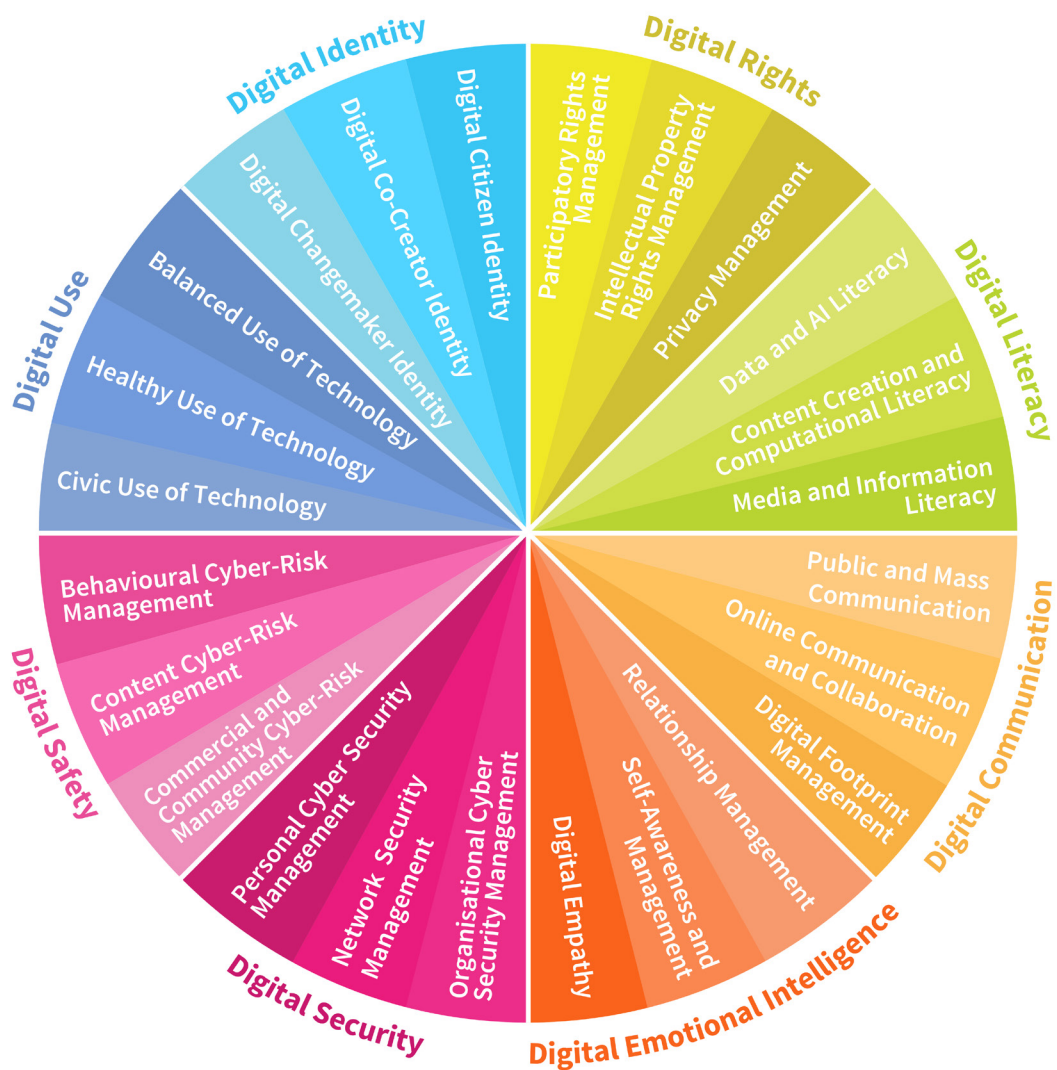 Digital Identity
Digital Citizen Identity
Digital Co-Creator Identity
Digital Changemaker Identity
Digital Rights
Participatory Rights
Management
Intellectual Property
Rights Management
Privacy Management
Digital Literacy
Data and AI Literacy
Content Creation and
Computational Literacy
Media and Information
Literacy
Digital Communication
Public and Mass
Communication
Online Communication
and Collaboration
Digital Footprint
Management
Digital Emotional Intelligence
Relationship Management
Self-Awareness and
Management
Digital Empathy
Digital Security
Organisational Cyber
Security Management
Network Security
Management
Personal Cyber Security
Management
Digital Safety
Commercial and
Community Cyber-Risk
Management
Content Cyber-Risk
Management
Behavioural Cyber-Risk
Management
Digital Use
Civic Use of Technology
Healthy Use of Technology
Balanced Use of Technology